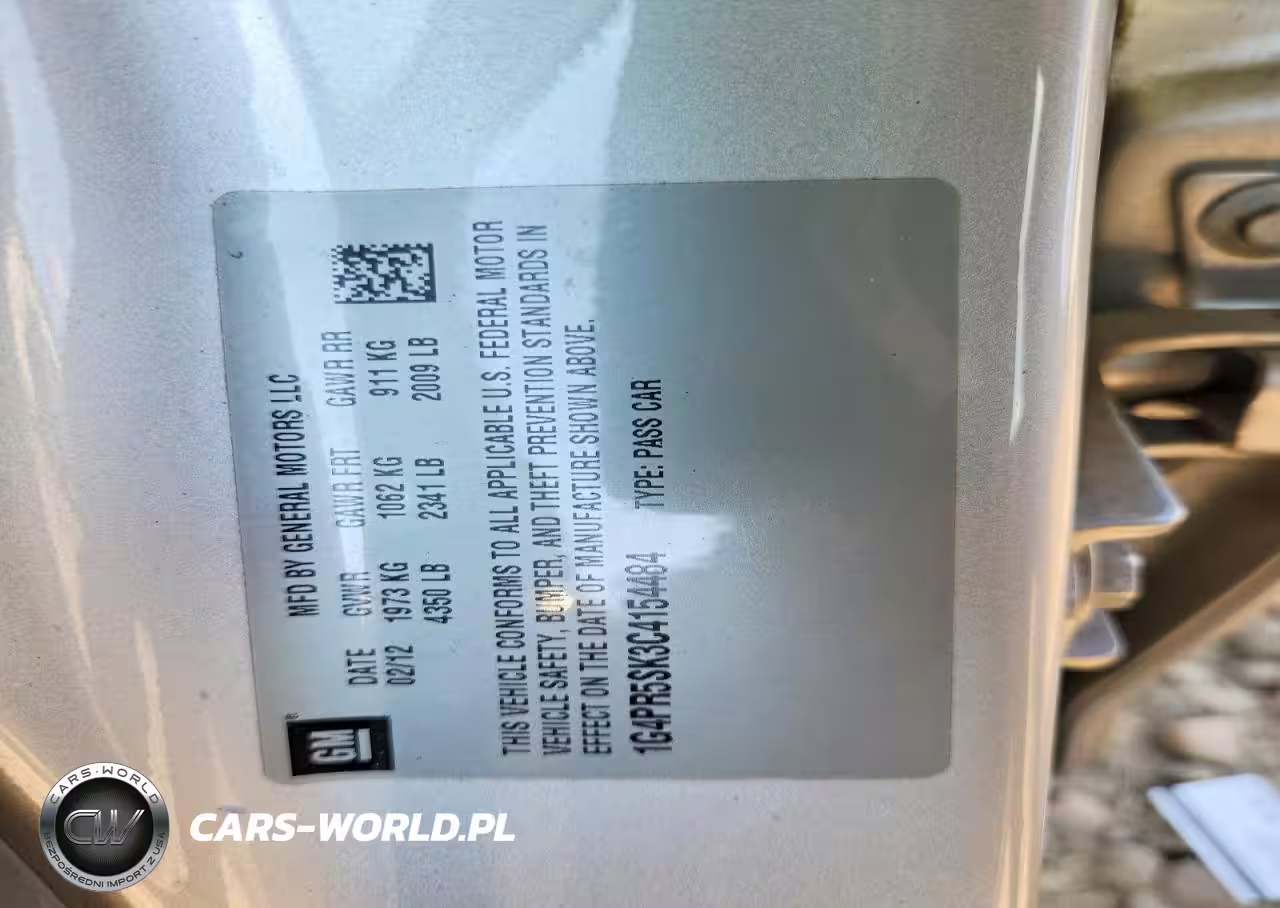 MFD BY GENERAL MOTORS LLC
DATE GVWR GAWR FRT GAWR RR
02/12 1973 KG 1062 KG 911 KG
4350 LB 2341 LB 2009 LB
GM
THIS VEHICLE CONFORMS TO ALL APPLICABLE U.S. FEDERAL MOTOR
VEHICLE SAFETY, BUMPER, AND THEFT PREVENTION STANDARDS IN
EFFECT ON THE DATE OF MANUFACTURE SHOWN ABOVE.
1G4PR5SK3C4154484 TYPE: PASS CAR
CARS-WORLD
CW
BEZPOŚREDNI IMPORT Z USA
CARS-WORLD.PL